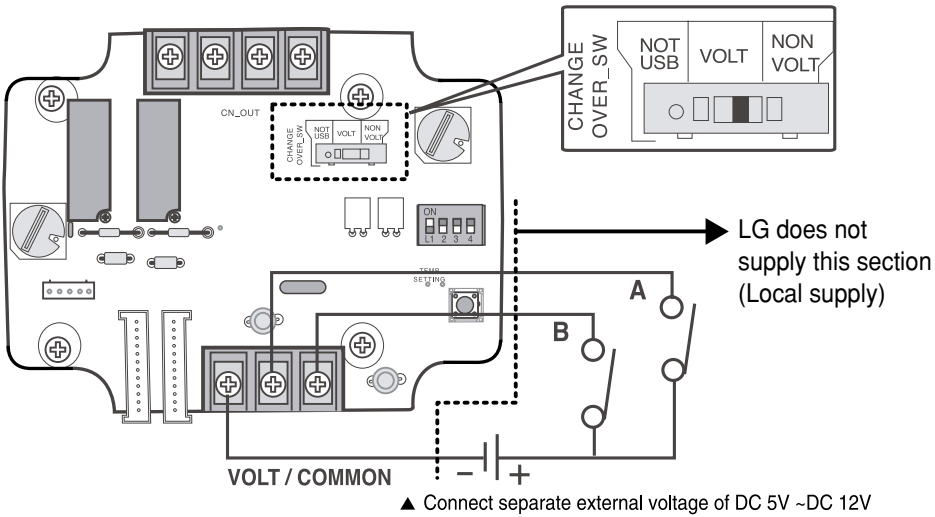 CHANGE
OVER_SW
NOT
USB
VOLT
NON
VOLT
CN_OUT
CHANGE
OVER_SW
NOT
USB
VOLT
NON
VOLT
ON
L1 2 3 4
LG does not
supply this section
(Local supply)
TEMP
SETTING
A
B
VOLT / COMMON
− +
▲ Connect separate external voltage of DC 5V ~DC 12V